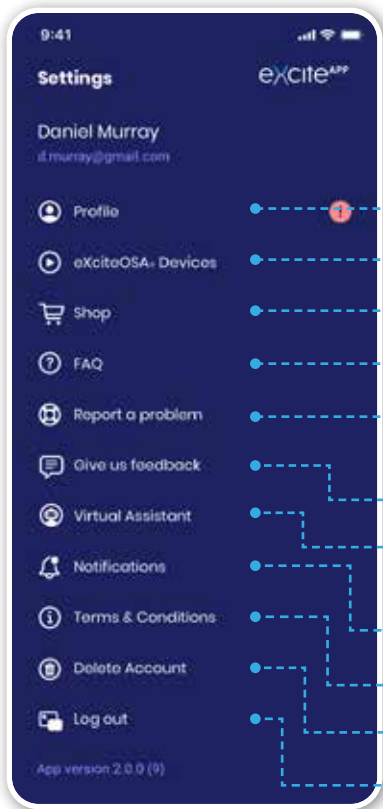 9:41
Settings
eXciteAPP
Daniel Murray
d.murray@gmail.com
Profile
!
eXciteOSA® Devices
Shop
FAQ
Report a problem
Give us feedback
Virtual Assistant
Notifications
Terms & Conditions
Delete Account
Log out
App version 2.0.0 (9)